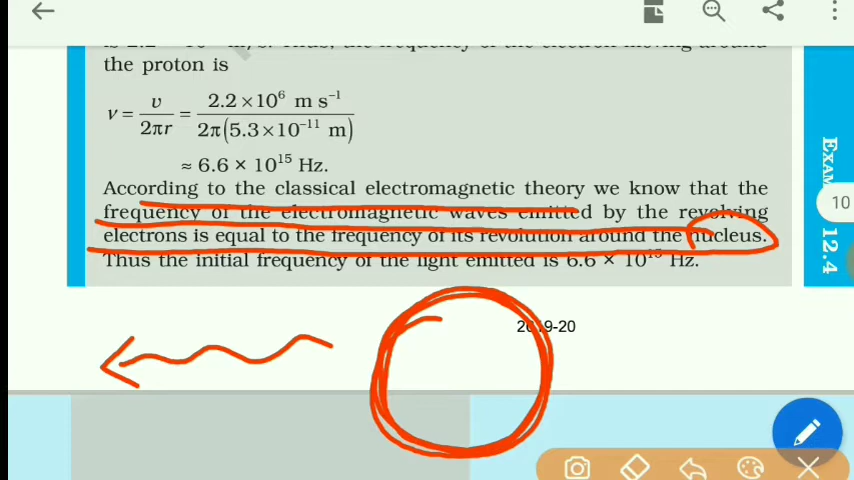 the proton is
ν = v/2πr = 2.2 × 10⁶ m s⁻¹ / 2π(5.3 × 10⁻¹¹ m)
≈ 6.6 × 10¹⁵ Hz.
According to the classical electromagnetic theory we know that the
frequency of the electromagnetic waves emitted by the revolving
electrons is equal to the frequency of its revolution around the nucleus.
Thus the initial frequency of the light emitted is 6.6 × 10¹⁵ Hz.
EXAM
12.4
10
2019-20